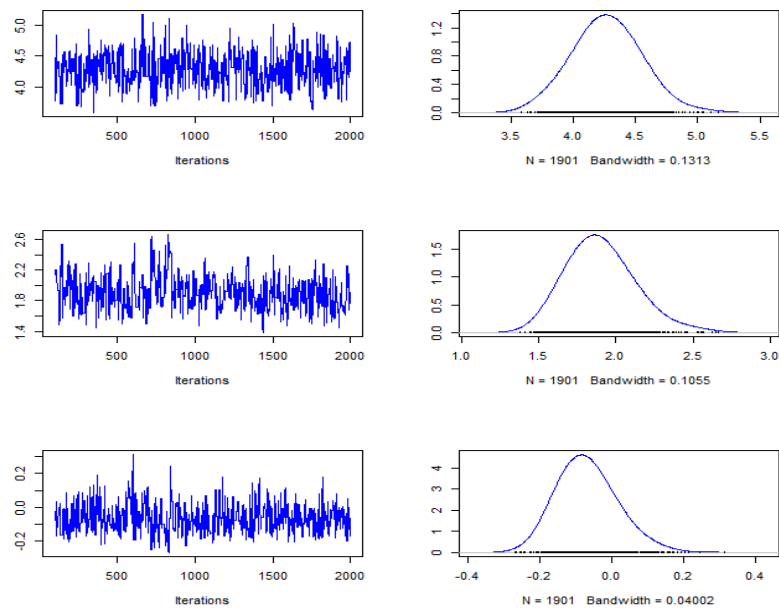 4.0 4.5 5.0
500 1000 1500 2000
Iterations
0.0 0.4 0.8 1.2
3.5 4.0 4.5 5.0 5.5
N = 1901 Bandwidth = 0.1313
1.4 1.8 2.2 2.6
500 1000 1500 2000
Iterations
0.0 0.5 1.0 1.5
1.0 1.5 2.0 2.5 3.0
N = 1901 Bandwidth = 0.1055
-0.2 0.0 0.2
500 1000 1500 2000
Iterations
0 1 2 3 4
-0.4 -0.2 0.0 0.2 0.4
N = 1901 Bandwidth = 0.04002